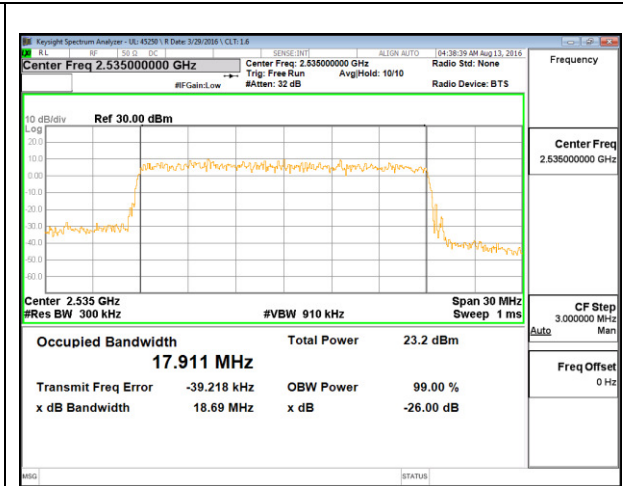 Keysight Spectrum Analyzer - UL: 45250 \ R Date: 3/29/2016 \ CLT: 1.6
RL RF 50 Ω DC SENSE:INT ALIGN AUTO 04:38:39 AM Aug 13, 2016
Center Freq 2.535000000 GHz Center Freq: 2.535000000 GHz Radio Std: None Frequency
Trig: Free Run Avg|Hold: 10/10
#IFGain:Low #Atten: 32 dB Radio Device: BTS
10 dB/div Ref 30.00 dBm
Log
20.0
10.0
0.00
-10.0
-20.0
-30.0
-40.0
-50.0
-60.0
Center Freq
2.535000000 GHz
Center 2.535 GHz Span 30 MHz
#Res BW 300 kHz #VBW 910 kHz Sweep 1 ms
CF Step
3.000000 MHz
Auto Man
Occupied Bandwidth Total Power 23.2 dBm
17.911 MHz
Transmit Freq Error -39.218 kHz OBW Power 99.00 %
x dB Bandwidth 18.69 MHz x dB -26.00 dB
Freq Offset
0 Hz
MSG STATUS